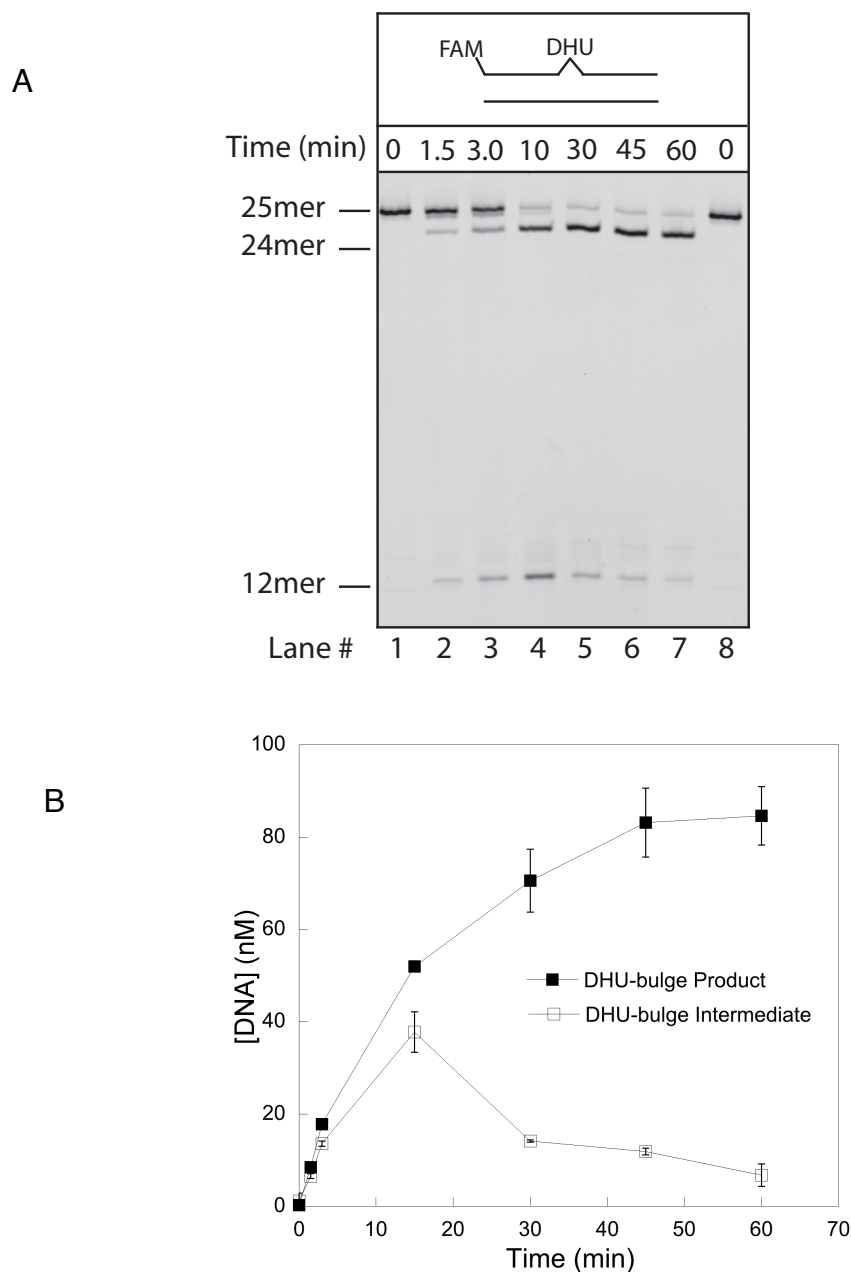 A
FAM DHU
Time (min) 0 1.5 3.0 10 30 45 60 0
25mer
24mer
12mer
Lane # 1 2 3 4 5 6 7 8
B
100
80
60
40
20
0
[DNA] (nM)
DHU-bulge Product
DHU-bulge Intermediate
0 10 20 30 40 50 60 70
Time (min)